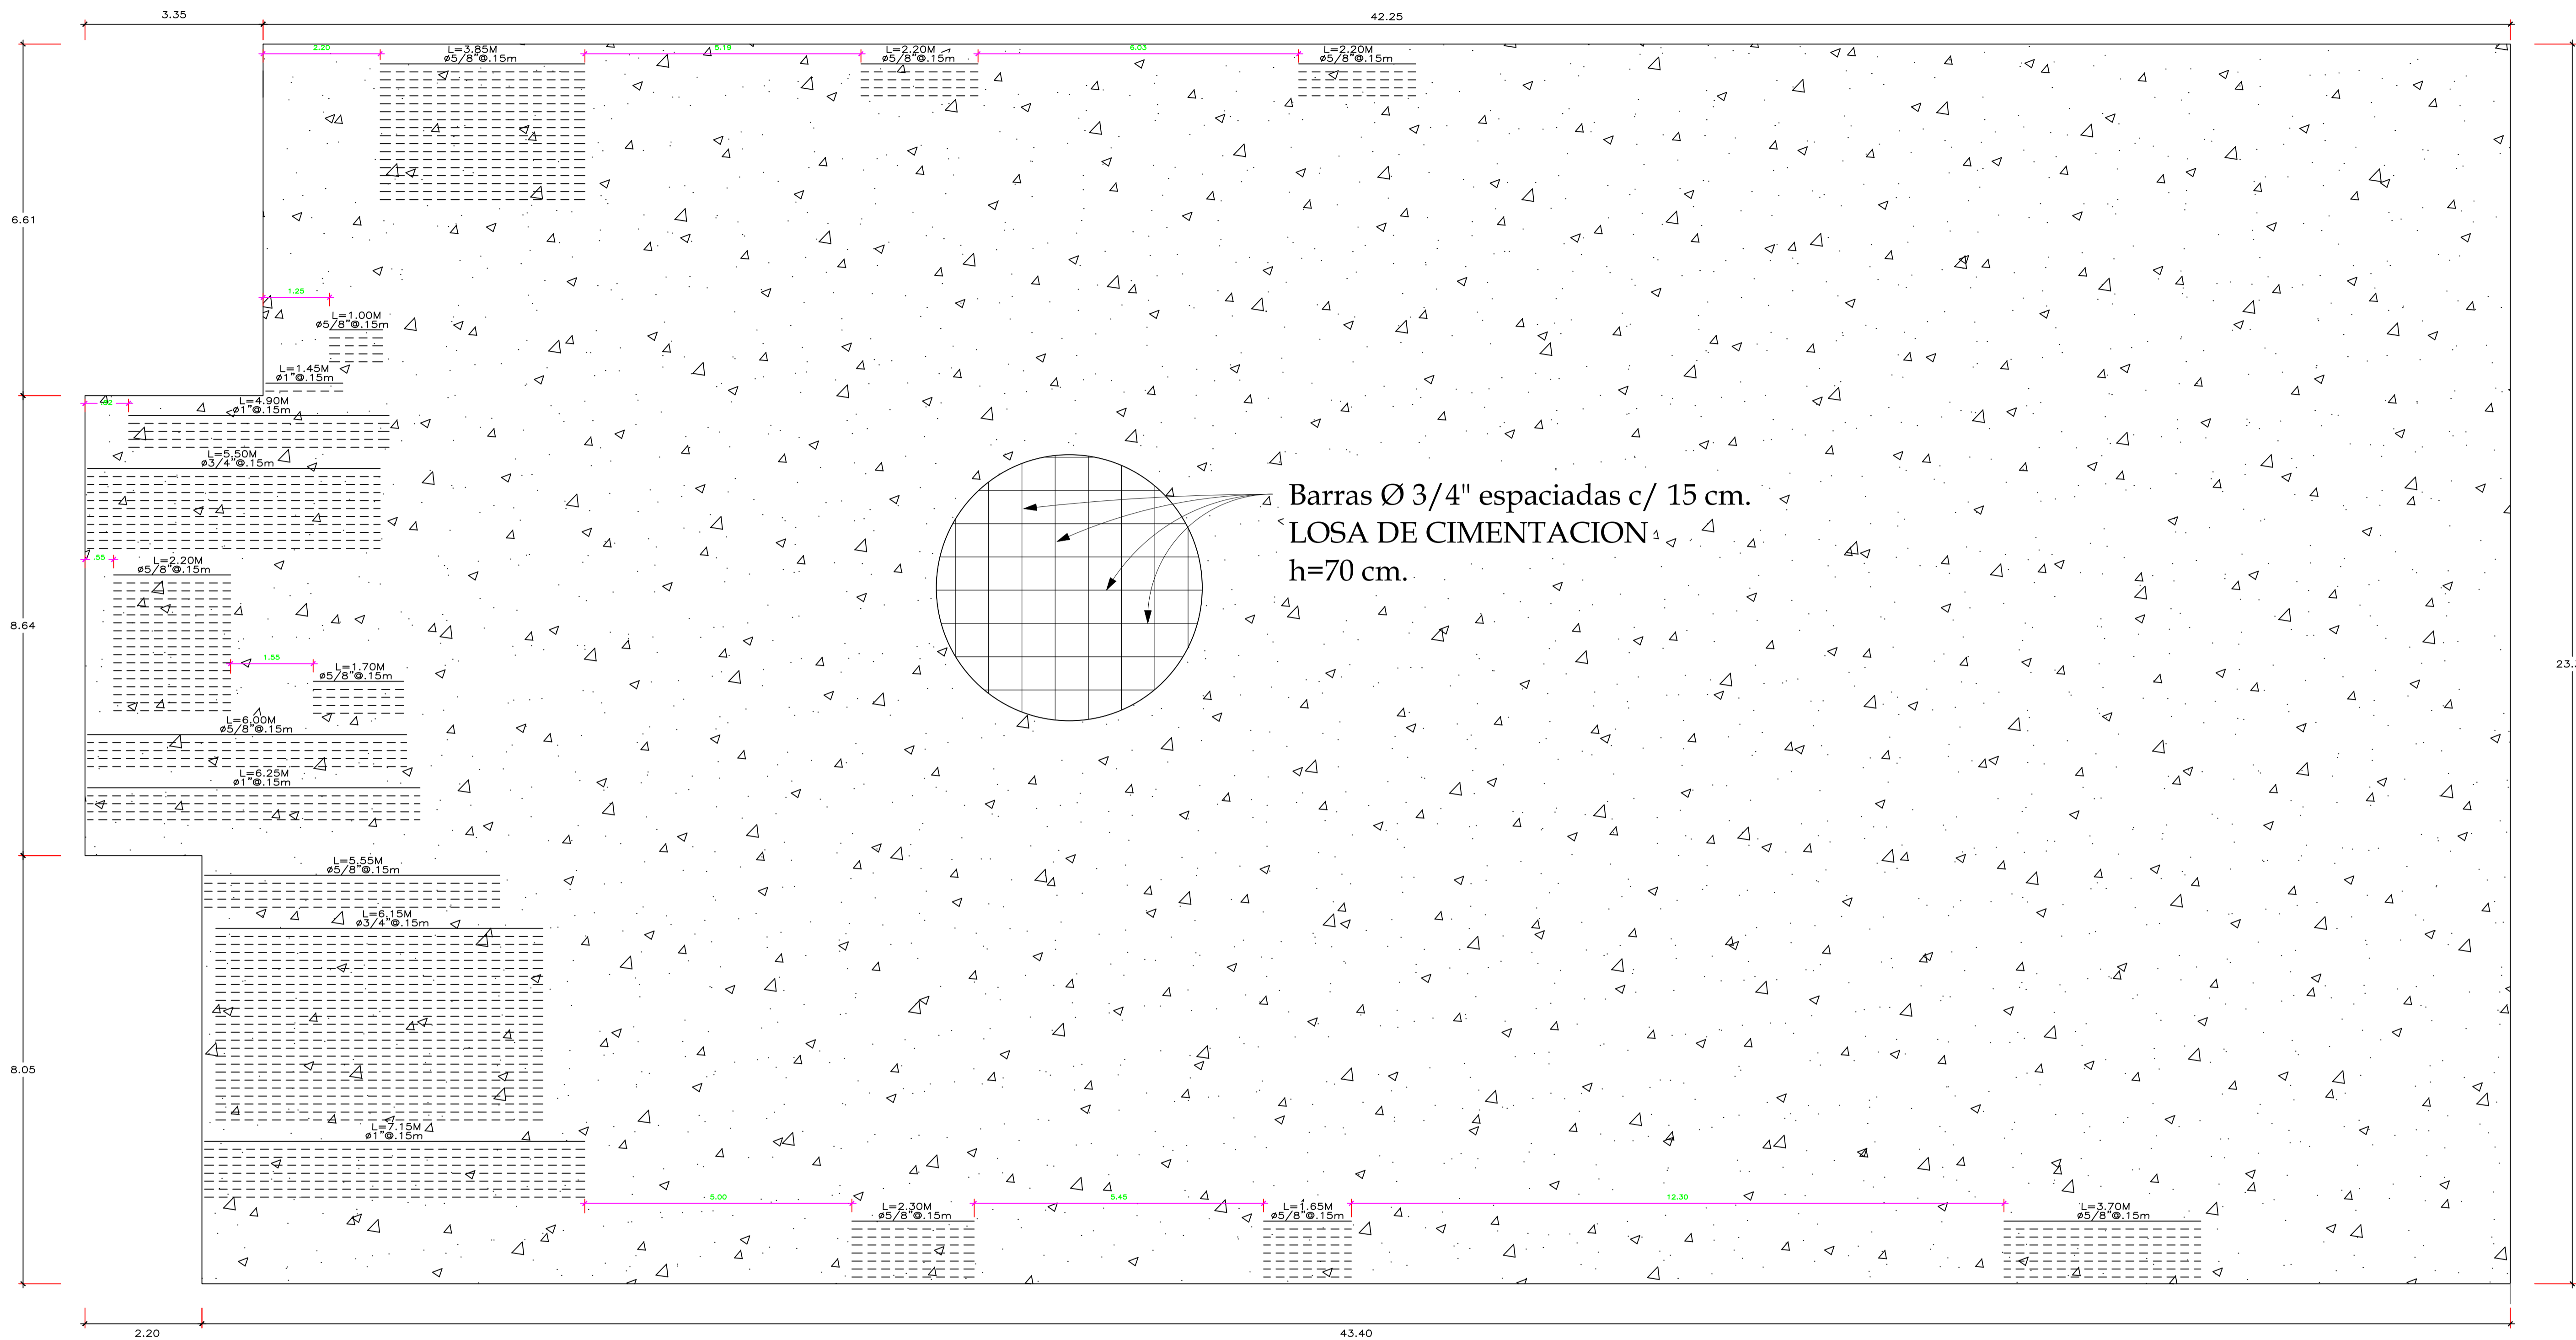 3.35
42.25
2.20
L=3.85M
ø5/8"@.15m
5.19
L=2.20M
ø5/8"@.15m
6.03
L=2.20M
ø5/8"@.15m
6.61
1.25
L=1.00M
ø5/8"@.15m
L=1.45M
ø1"@.15m
L=4.90M
ø1"@.15m
L=5.50M
ø3/4"@.15m
Barras Ø 3/4" espaciadas c/ 15 cm.
LOSA DE CIMENTACION
h=70 cm.
.55
L=2.20M
ø5/8"@.15m
8.64
1.55
L=1.70M
ø5/8"@.15m
L=6.00M
ø5/8"@.15m
L=6.25M
ø1"@.15m
L=5.55M
ø5/8"@.15m
L=6.15M
ø3/4"@.15m
8.05
L=7.15M
ø1"@.15m
5.00
L=2.30M
ø5/8"@.15m
5.45
L=1.65M
ø5/8"@.15m
12.30
L=3.70M
ø5/8"@.15m
2.20
43.40